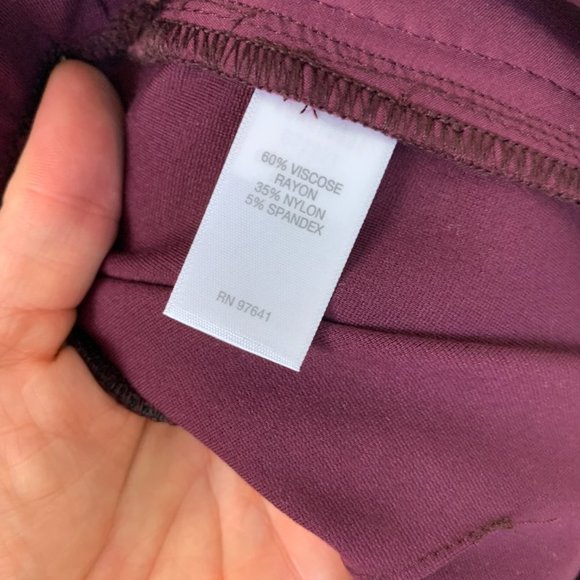 60% VISCOSE
RAYON
35% NYLON
5% SPANDEX
RN 97641